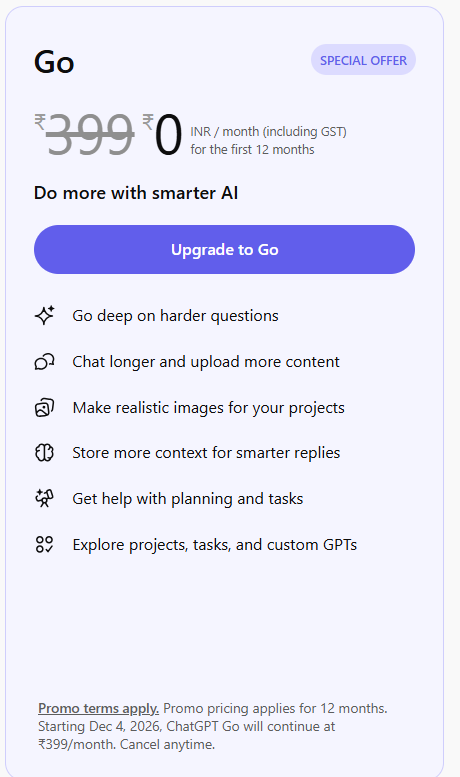 Go
SPECIAL OFFER
₹399 ₹0 INR / month (including GST)
for the first 12 months
Do more with smarter AI
Upgrade to Go
Go deep on harder questions
Chat longer and upload more content
Make realistic images for your projects
Store more context for smarter replies
Get help with planning and tasks
Explore projects, tasks, and custom GPTs
Promo terms apply. Promo pricing applies for 12 months.
Starting Dec 4, 2026, ChatGPT Go will continue at
₹399/month. Cancel anytime.